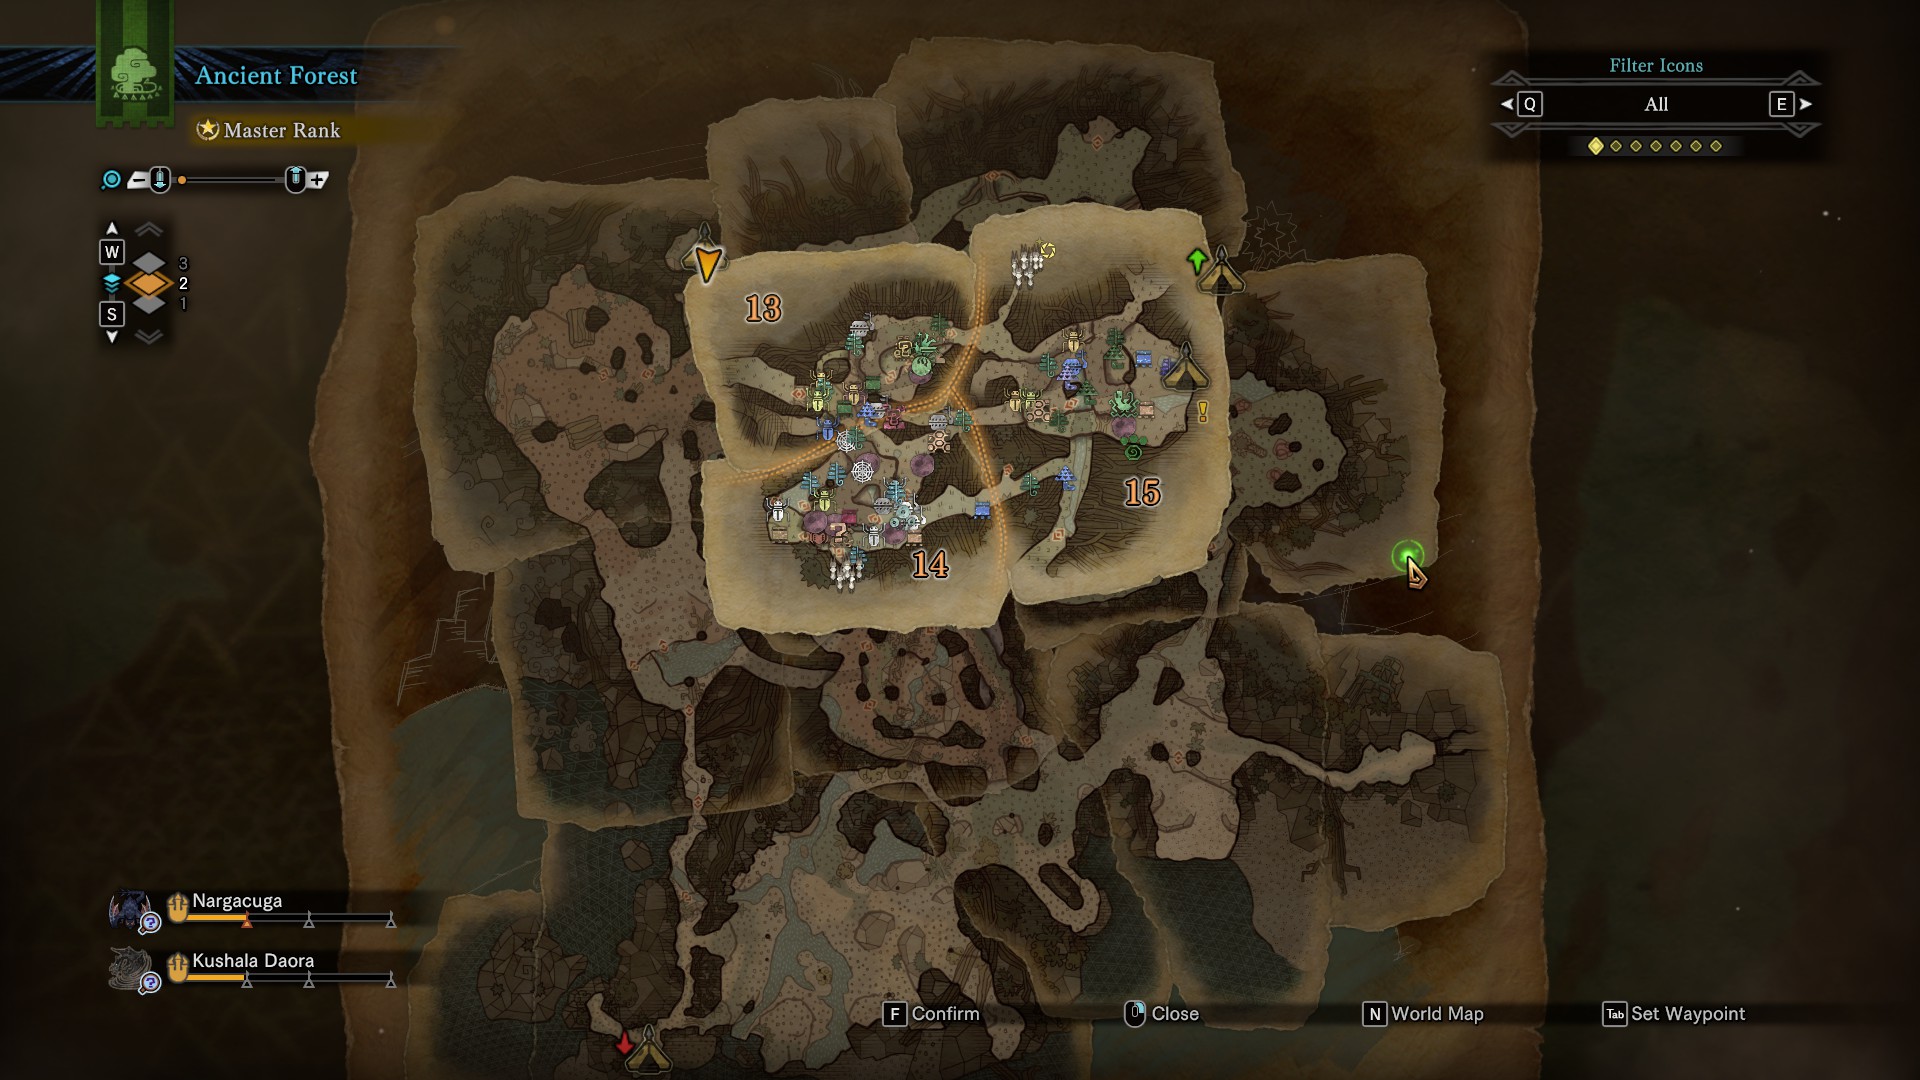 Ancient Forest
Master Rank
Filter Icons
Q All E
W
3
2
1
S
13
15
14
Nargacuga
Kushala Daora
F Confirm
Close
N World Map
Tab Set Waypoint